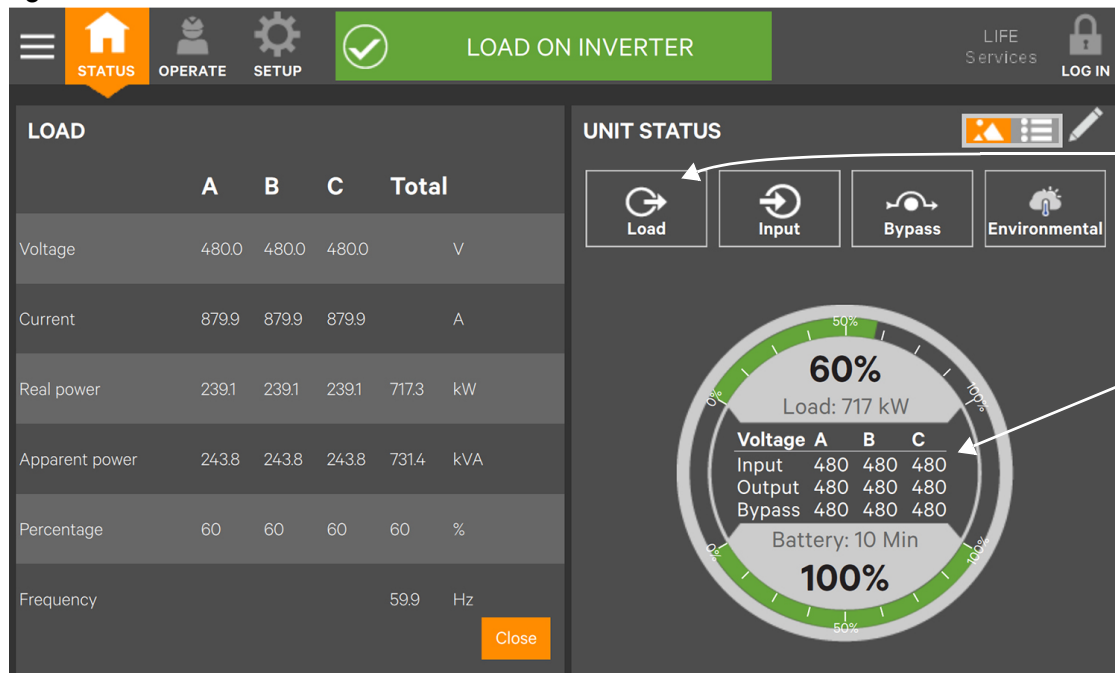 STATUS
OPERATE
SETUP
LOAD ON INVERTER
LIFE
Services
LOG IN
LOAD
A B C Total
Voltage 480.0 480.0 480.0 V
Current 879.9 879.9 879.9 A
Real power 239.1 239.1 239.1 717.3 kW
Apparent power 243.8 243.8 243.8 731.4 kVA
Percentage 60 60 60 60 %
Frequency 59.9 Hz
Close
UNIT STATUS
Load
Input
Bypass
Environmental
0% 50% 100%
60%
Load: 717 kW
Voltage A B C
Input 480 480 480
Output 480 480 480
Bypass 480 480 480
Battery: 10 Min
100%
0% 50% 100%